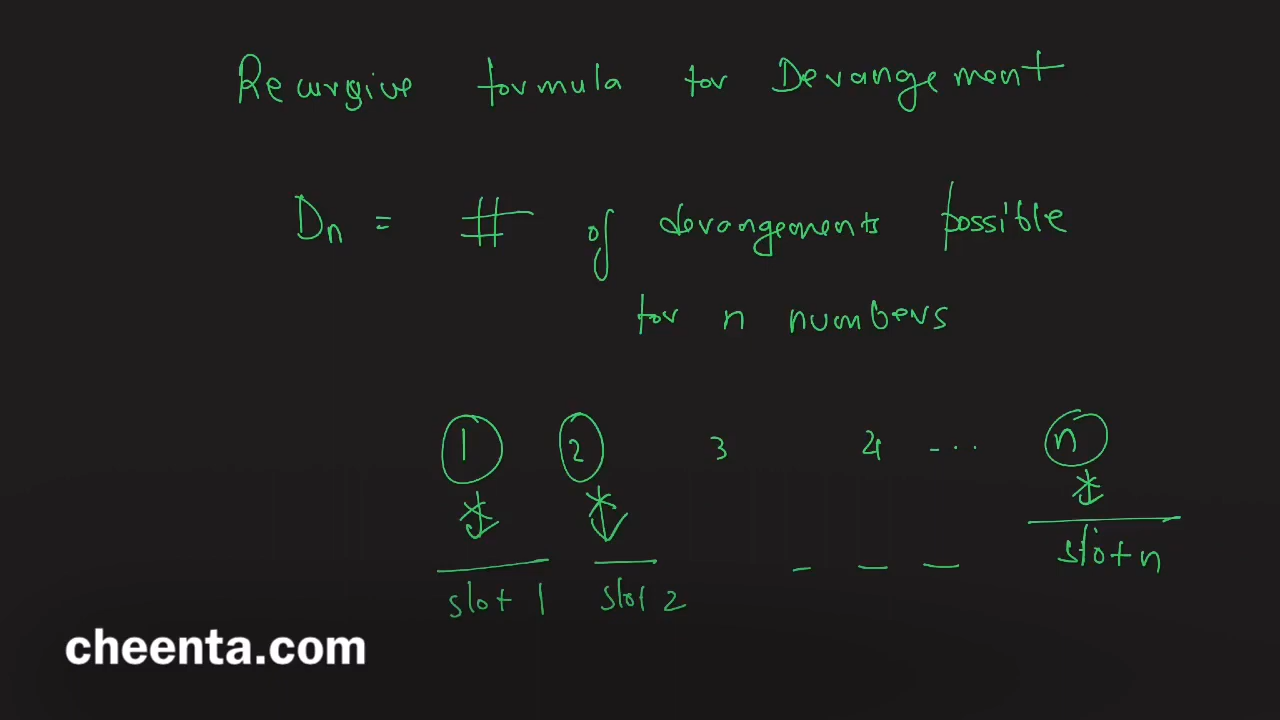 Recursive formula for Derangement
Dn = # of derangements possible
for n numbers
1 2 3 4 - ... n
slot 1 slot 2 - - - slot n
cheenta.com